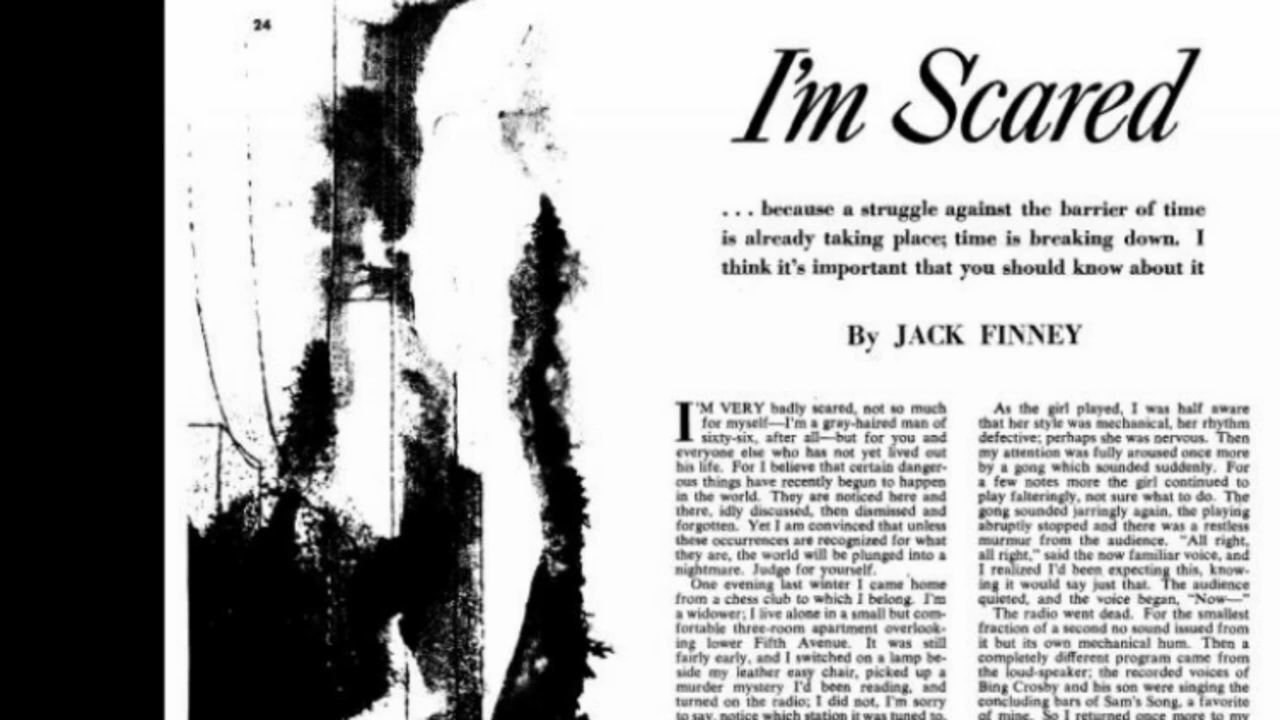 24
I'm Scared
. . . because a struggle against the barrier of time
is already taking place; time is breaking down. I
think it's important that you should know about it
By JACK FINNEY
I'M VERY badly scared, not so much
for myself—I'm a gray-haired man of
sixty-six, after all—but for you and
everyone else who has not yet lived out
his life. For I believe that certain danger-
ous things have recently begun to happen
in the world. They are noticed here and
there, idly discussed, then dismissed and
forgotten. Yet I am convinced that unless
these occurrences are recognized for what
they are, the world will be plunged into a
nightmare. Judge for yourself.
One evening last winter I came home
from a chess club to which I belong. I'm
a widower; I live alone in a small but com-
fortable three-room apartment overlook-
ing lower Fifth Avenue. It was still
fairly early, and I switched on a lamp be-
side my leather easy chair, picked up a
murder mystery I'd been reading, and
turned on the radio; I did not, I'm sorry
to say, notice which station it was tuned to.
As the girl played, I was half aware
that her style was mechanical, her rhythm
defective; perhaps she was nervous. Then
my attention was fully aroused once more
by a gong which sounded suddenly. For
a few notes more the girl continued to
play falteringly, not sure what to do. The
gong sounded jarringly again, the playing
abruptly stopped and there was a restless
murmur from the audience. "All right,
all right," said the now familiar voice, and
I realized I'd been expecting this, know-
ing it would say just that. The audience
quieted, and the voice began, "Now—"
The radio went dead. For the smallest
fraction of a second no sound issued from
it but its own mechanical hum. Then a
completely different program came from
the loud-speaker; the recorded voices of
Bing Crosby and his son were singing the
concluding bars of Sam's Song, a favorite
of mine. So I returned once more to my